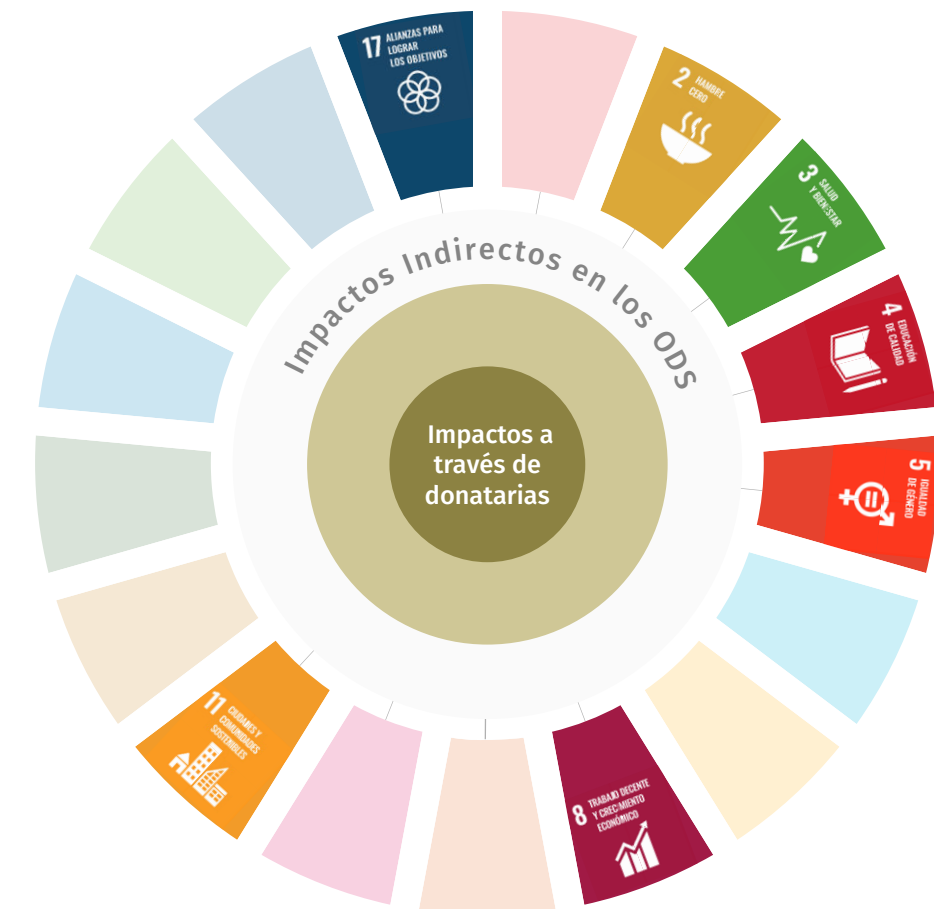 17 ALIANZAS PARA
LOGRAR
LOS OBJETIVOS
2 HAMBRE
CERO
3 SALUD
Y BIENESTAR
4 EDUCACIÓN
DE CALIDAD
5 IGUALDAD
DE GÉNERO
8 TRABAJO DECENTE
Y CRECIMIENTO
ECONÓMICO
11 CIUDADES Y
COMUNIDADES
SOSTENIBLES
Impactos Indirectos en los ODS
Impactos a
través de
donatarias